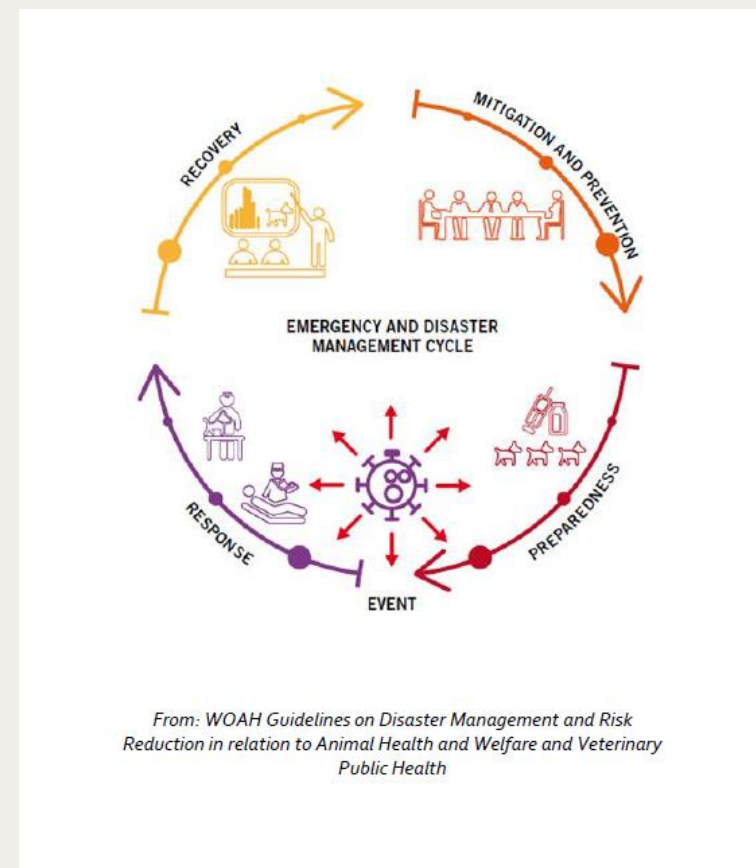 RECOVERY
MITIGATION AND PREVENTION
EMERGENCY AND DISASTER
MANAGEMENT CYCLE
RESPONSE
PREPAREDNESS
EVENT
From: WOAH Guidelines on Disaster Management and Risk
Reduction in relation to Animal Health and Welfare and Veterinary
Public Health